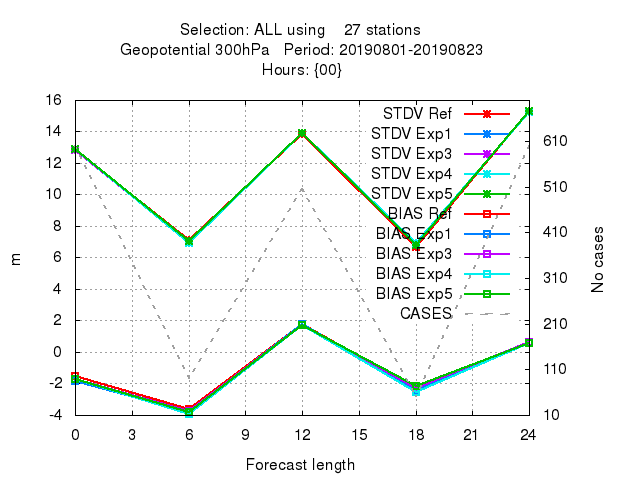 Selection: ALL using 27 stations
Geopotential 300hPa Period: 20190801-20190823
Hours: {00}
16
14
12
10
8
6
4
2
0
-2
-4
m
STDV Ref
STDV Exp1
STDV Exp3
STDV Exp4
STDV Exp5
BIAS Ref
BIAS Exp1
BIAS Exp3
BIAS Exp4
BIAS Exp5
CASES
610
510
410
310
210
110
10
No cases
0 3 6 9 12 15 18 21 24
Forecast length